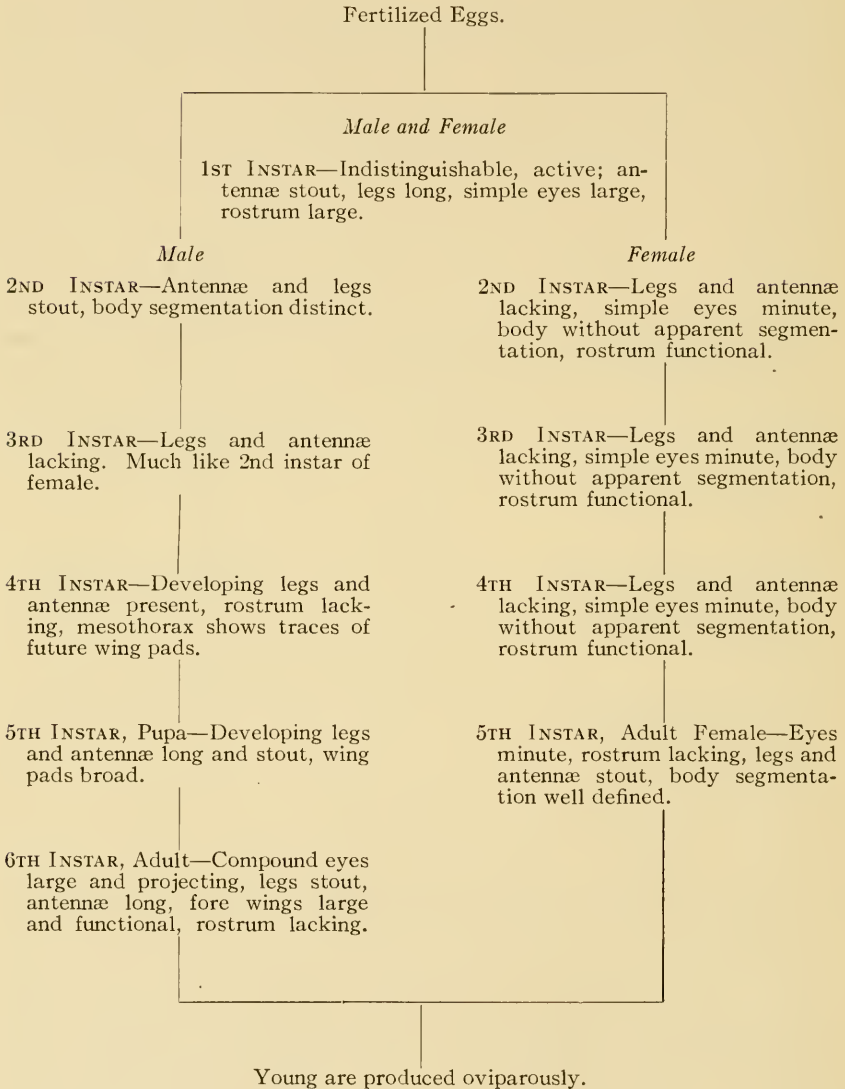 Fertilized Eggs.
Male and Female
1ST INSTAR—Indistinguishable, active; an-
tennæ stout, legs long, simple eyes large,
rostrum large.
Male
2ND INSTAR—Antennæ and legs
stout, body segmentation distinct.
3RD INSTAR—Legs and antennæ
lacking. Much like 2nd instar of
female.
4TH INSTAR—Developing legs and
antennæ present, rostrum lack-
ing, mesothorax shows traces of
future wing pads.
5TH INSTAR, Pupa—Developing legs
and antennæ long and stout, wing
pads broad.
6TH INSTAR, Adult—Compound eyes
large and projecting, legs stout,
antennæ long, fore wings large
and functional, rostrum lacking.
Female
2ND INSTAR—Legs and antennæ
lacking, simple eyes minute,
body without apparent segmen-
tation, rostrum functional.
3RD INSTAR—Legs and antennæ
lacking, simple eyes minute, body
without apparent segmentation,
rostrum functional.
4TH INSTAR—Legs and antennæ
lacking, simple eyes minute, body
without apparent segmentation,
rostrum functional.
5TH INSTAR, Adult Female—Eyes
minute, rostrum lacking, legs and
antennæ stout, body segmenta-
tion well defined.
Young are produced oviparously.